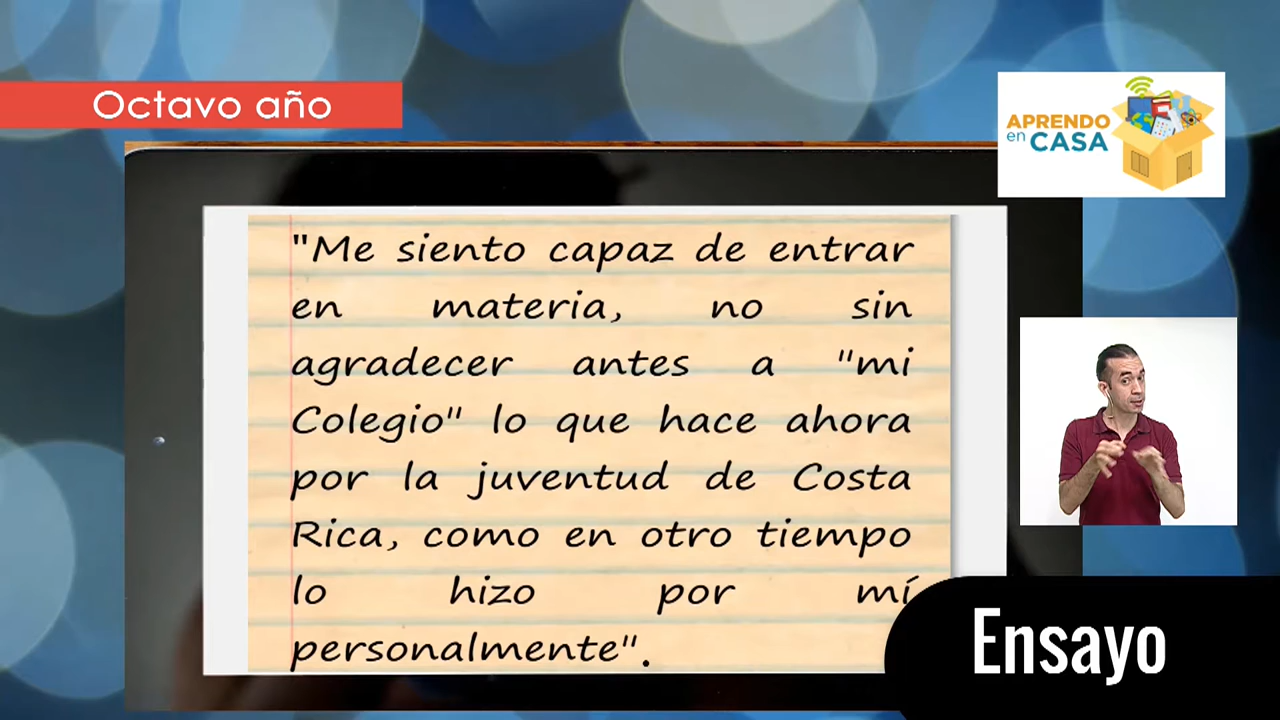 Octavo año
APRENDO
en CASA
"Me siento capaz de entrar
en materia, no sin
agradecer antes a "mi
Colegio" lo que hace ahora
por la juventud de Costa
Rica, como en otro tiempo
lo hizo por mí
personalmente".
Ensayo